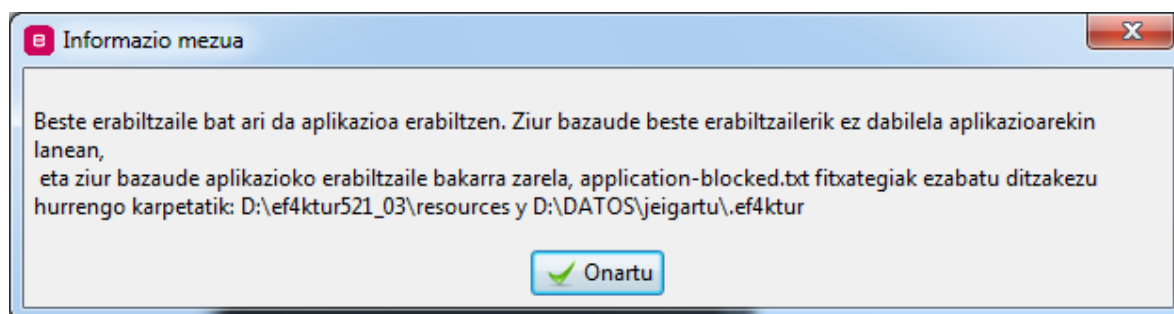 e Informazio mezua
Beste erabiltzaile bat ari da aplikazioa erabiltzen. Ziur bazaude beste erabiltzailerik ez dabilela aplikazioarekin
lanean,
eta ziur bazaude aplikazioko erabiltzaile bakarra zarela, application-blocked.txt fitxategiak ezabatu ditzakezu
hurrengo karpetatik: D:\ef4ktur521_03\resources y D:\DATOS\jeigartu\.ef4ktur
Onartu